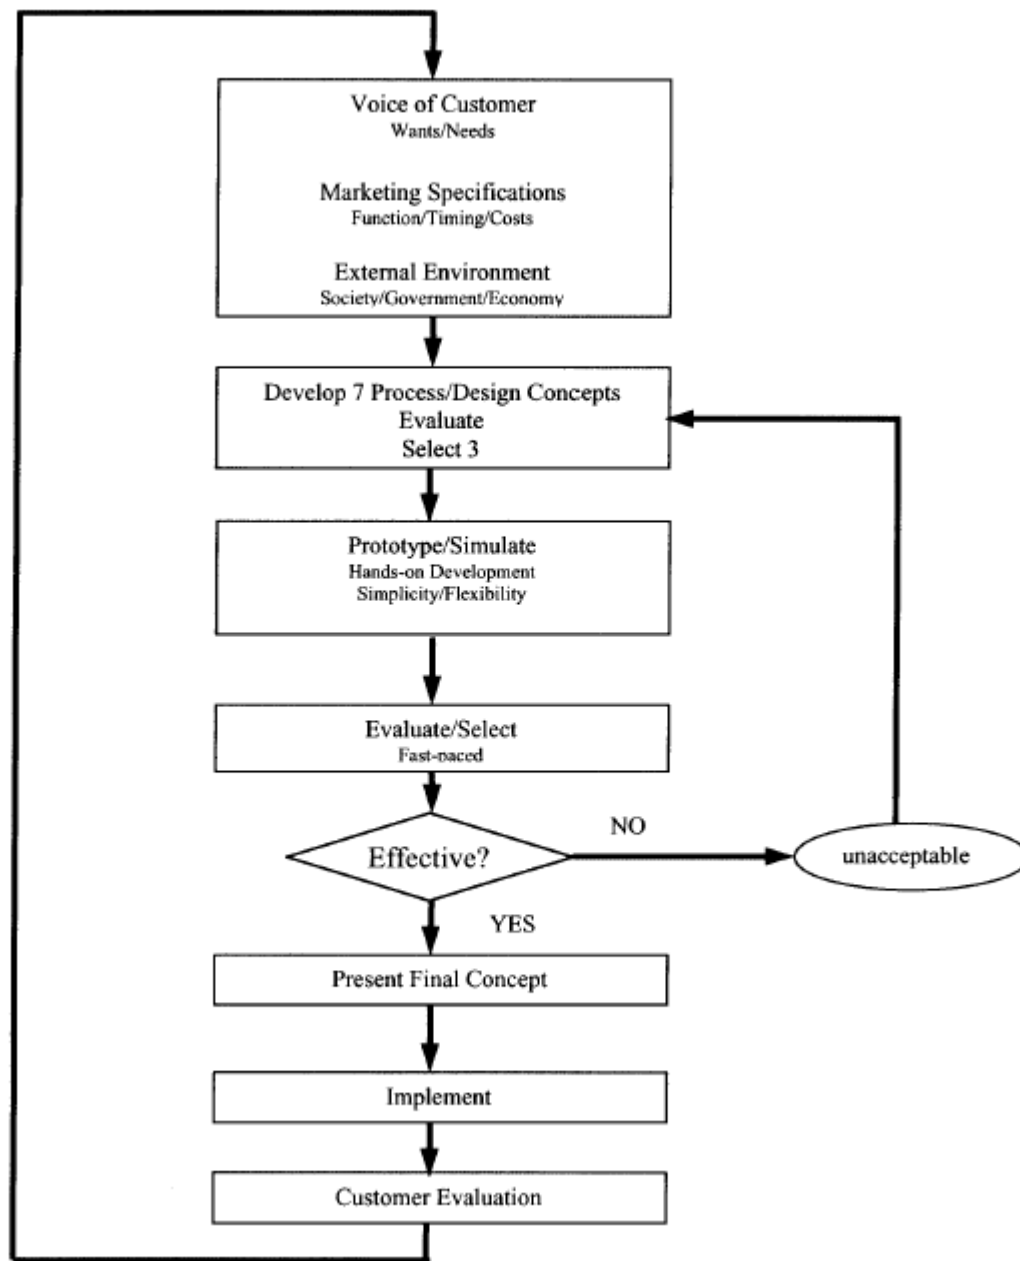 Voice of Customer
Wants/Needs
Marketing Specifications
Function/Timing/Costs
External Environment
Society/Government/Economy
Develop 7 Process/Design Concepts
Evaluate
Select 3
Prototype/Simulate
Hands-on Development
Simplicity/Flexibility
Evaluate/Select
Fast-paced
Effective?
NO
unacceptable
YES
Present Final Concept
Implement
Customer Evaluation